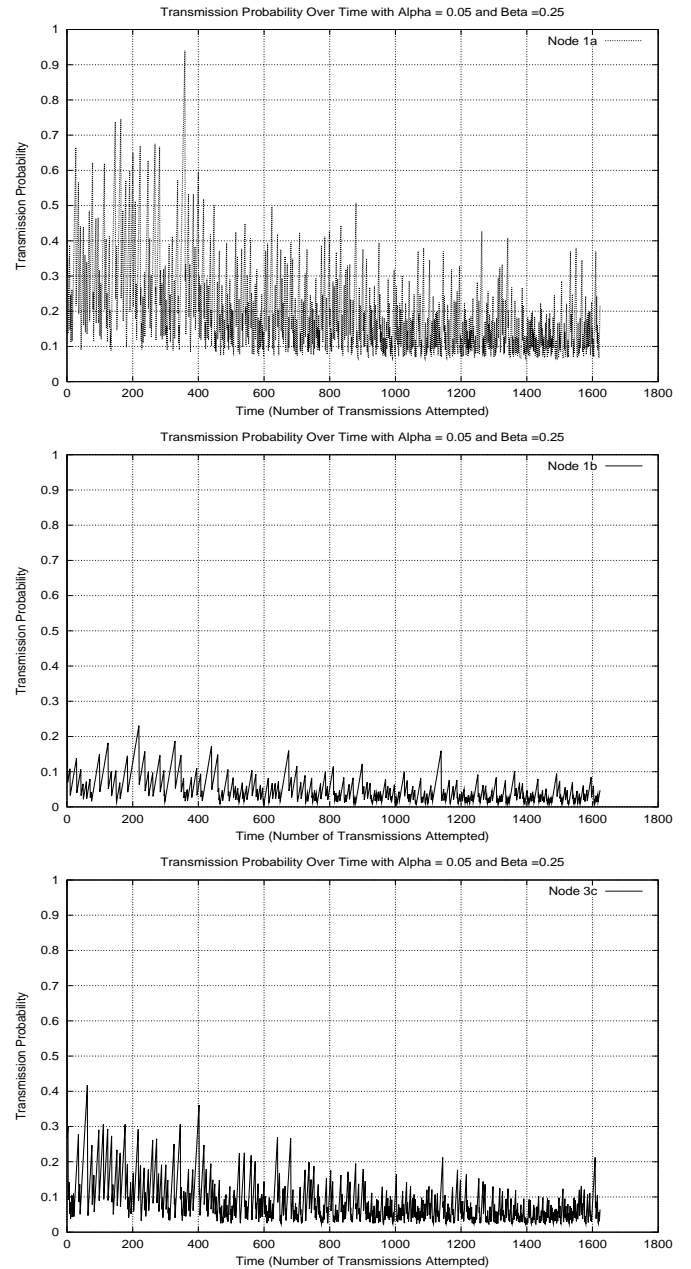 Transmission Probability Over Time with Alpha = 0.05 and Beta =0.25
1
0.9
0.8
0.7
0.6
0.5
0.4
0.3
0.2
0.1
0
Transmission Probability
Node 1a
0 200 400 600 800 1000 1200 1400 1600 1800
Time (Number of Transmissions Attempted)
Transmission Probability Over Time with Alpha = 0.05 and Beta =0.25
1
0.9
0.8
0.7
0.6
0.5
0.4
0.3
0.2
0.1
0
Transmission Probability
Node 1b
0 200 400 600 800 1000 1200 1400 1600 1800
Time (Number of Transmissions Attempted)
Transmission Probability Over Time with Alpha = 0.05 and Beta =0.25
1
0.9
0.8
0.7
0.6
0.5
0.4
0.3
0.2
0.1
0
Transmission Probability
Node 3c
0 200 400 600 800 1000 1200 1400 1600 1800
Time (Number of Transmissions Attempted)